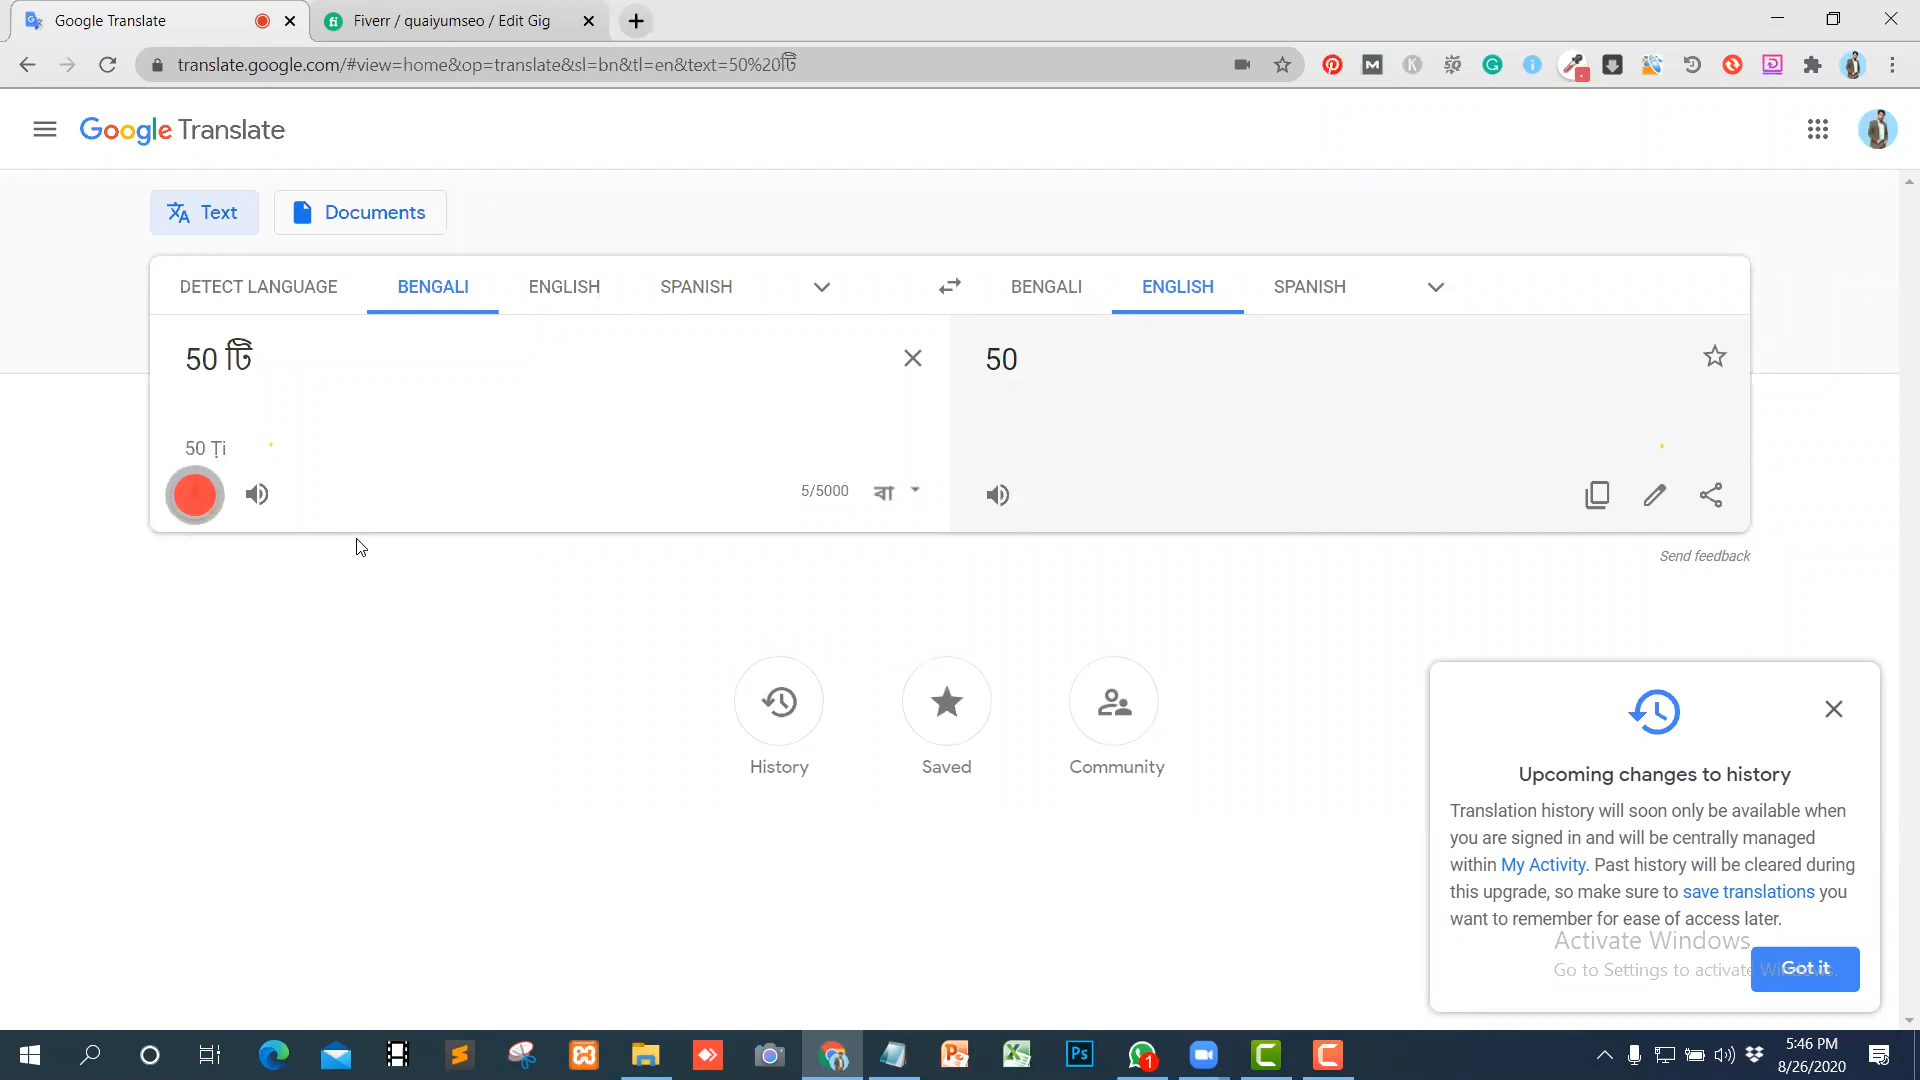 Google Translate
Fiverr / quaiyumseo / Edit Gig
translate.google.com/#view=home&op=translate&sl=bn&tl=en&text=50%20টি
Google Translate
Text
Documents
DETECT LANGUAGE BENGALI ENGLISH SPANISH
BENGALI ENGLISH SPANISH
50 টি
50
50 Ṭi
5/5000
বা
Send feedback
History
Saved
Community
Upcoming changes to history
Translation history will soon only be available when
you are signed in and will be centrally managed
within My Activity. Past history will be cleared during
this upgrade, so make sure to save translations you
want to remember for ease of access later.
Activate Windows
Go to Settings to activate Windows.
Got it
5:46 PM
8/26/2020
1
Ps